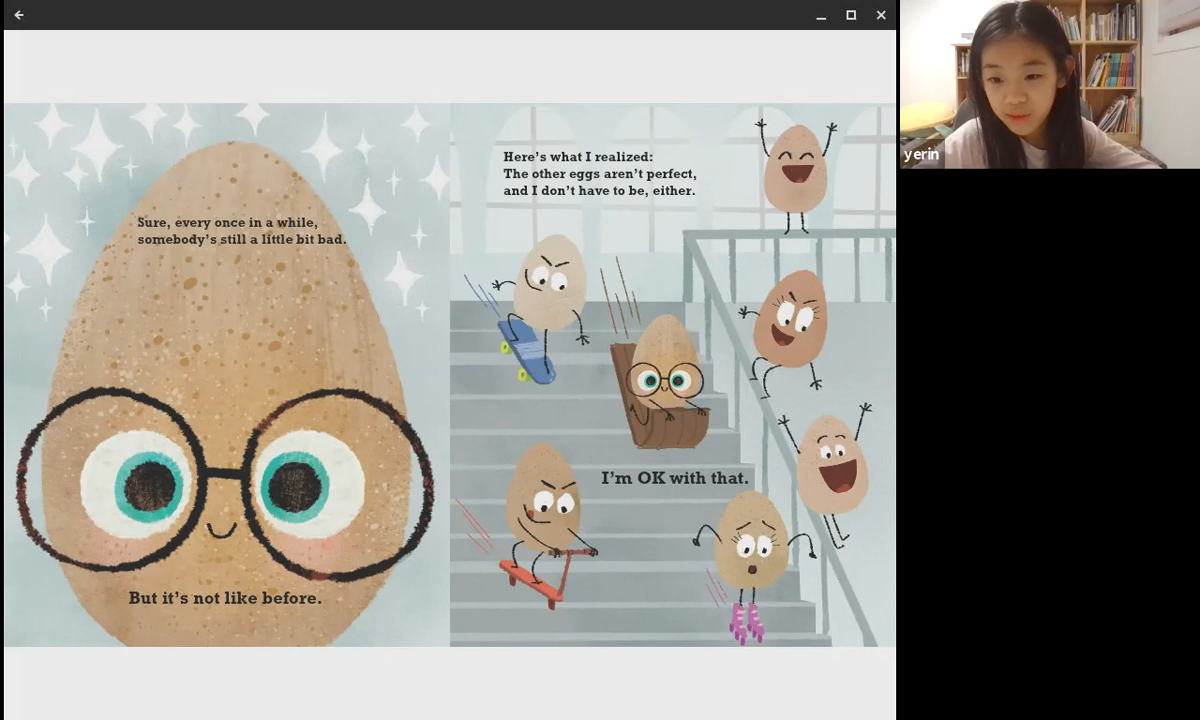 Sure, every once in a while,
somebody's still a little bit bad.
But it's not like before.
Here's what I realized:
The other eggs aren't perfect,
and I don't have to be, either.
I'm OK with that.
yerin